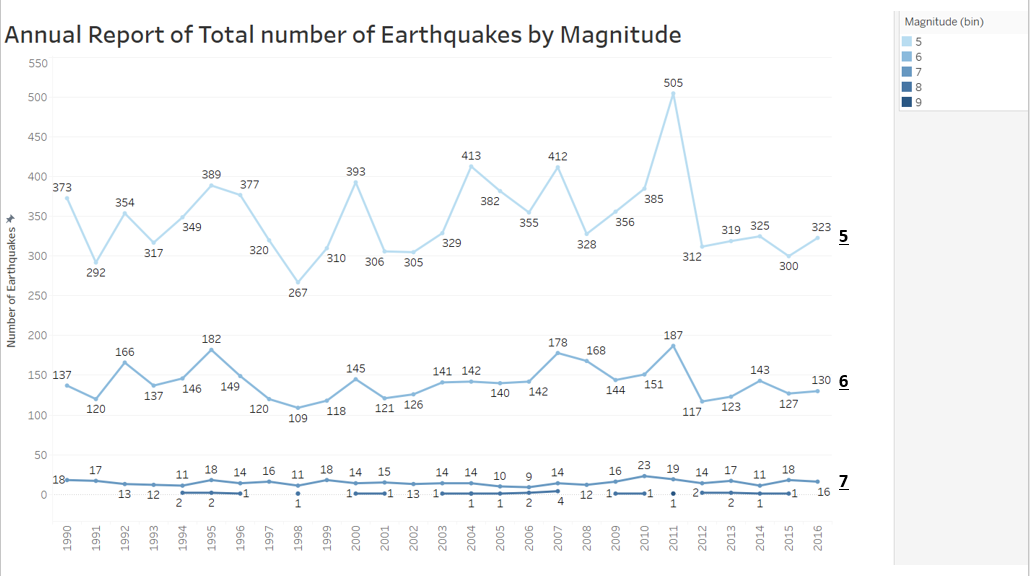 Annual Report of Total number of Earthquakes by Magnitude
Magnitude (bin)
5
6
7
8
9
Number of Earthquakes
550
500
450
400
350
300
250
200
150
100
50
0
373 292 354 317 349 389 377 320 267 310 393 306 305 329 413 382 355 412 328 356 385 505 312 319 325 300 323 5
137 120 166 137 146 182 149 120 109 118 145 121 126 141 142 140 142 178 168 144 151 187 117 123 143 127 130 6
18 17 13 12 11 18 14 16 11 18 14 15 13 14 14 10 9 14 12 16 23 19 14 17 11 18 16 7
2 2 1 1 1 1 1 1 1 2 4 1 1 1 2 2 1 1
1990 1991 1992 1993 1994 1995 1996 1997 1998 1999 2000 2001 2002 2003 2004 2005 2006 2007 2008 2009 2010 2011 2012 2013 2014 2015 2016